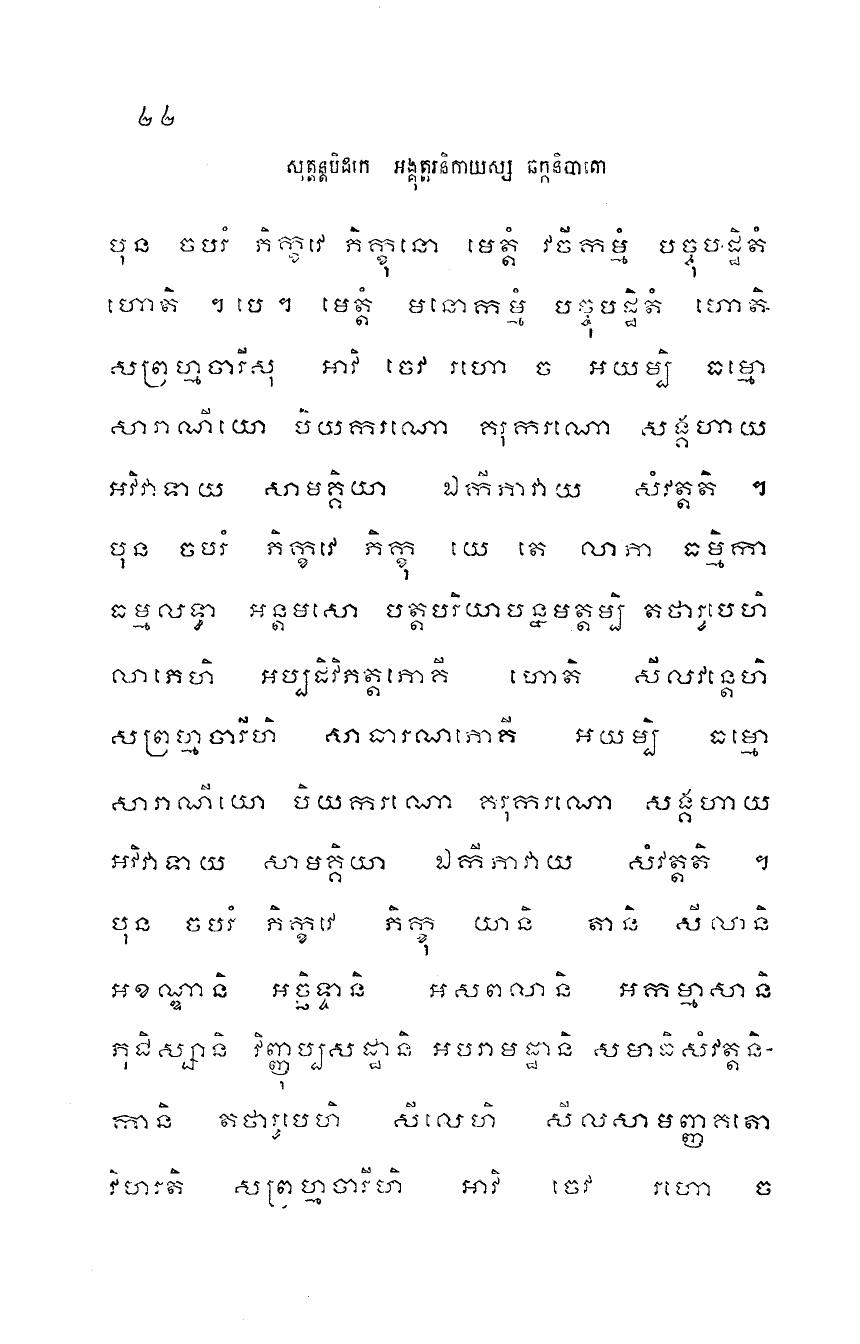 ២២
សុត្តន្តបិដកេ អង្គុត្តរនិកាយស្ស ឆក្កនិបាតោ
បុន ចបរំ ភិក្ខវេ ភិក្ខុនោ មេត្តំ វចីកម្មំ បច្ចុបដ្ឋិតំ
ហោតិ ។ បេ ។ មេត្តំ មនោកម្មំ បច្ចុបដ្ឋិតំ ហោតិ
សព្រហ្មចារីសុ អាវិ ចេវ រហោ ច អយម្បិ ធម្មោ
សារាណីយោ បិយករណោ គរុករណោ សង្គហាយ
អវិវាទាយ សាមគ្គិយា ឯកីភាវាយ សំវត្តតិ ។
បុន ចបរំ ភិក្ខវេ ភិក្ខុ យេ តេ លាភា ធម្មិកា
ធម្មលទ្ធា អន្តមសោ បត្តបរិយាបន្នមត្តម្បិ តថារូបេហិ
លាភេហិ អប្បដិវិភត្តភោគី ហោតិ សីលវន្តេហិ
សព្រហ្មចារីហិ សាធារណភោគី អយម្បិ ធម្មោ
សារាណីយោ បិយករណោ គរុករណោ សង្គហាយ
អវិវាទាយ សាមគ្គិយា ឯកីភាវាយ សំវត្តតិ ។
បុន ចបរំ ភិក្ខវេ ភិក្ខុ យានិ តានិ សីលានិ
អខណ្ឌានិ អច្ឆិទ្ទានិ អសពលានិ អកម្មាសានិ
ភុជិស្សានិ វិញ្ញុប្បសដ្ឋានិ អបរាមដ្ឋានិ សមាធិសំវត្តនិ-
កានិ តថារូបេហិ សីលេហិ សីលសាមញ្ញគតោ
វិហរតិ សព្រហ្មចារីហិ អាវិ ចេវ រហោ ច